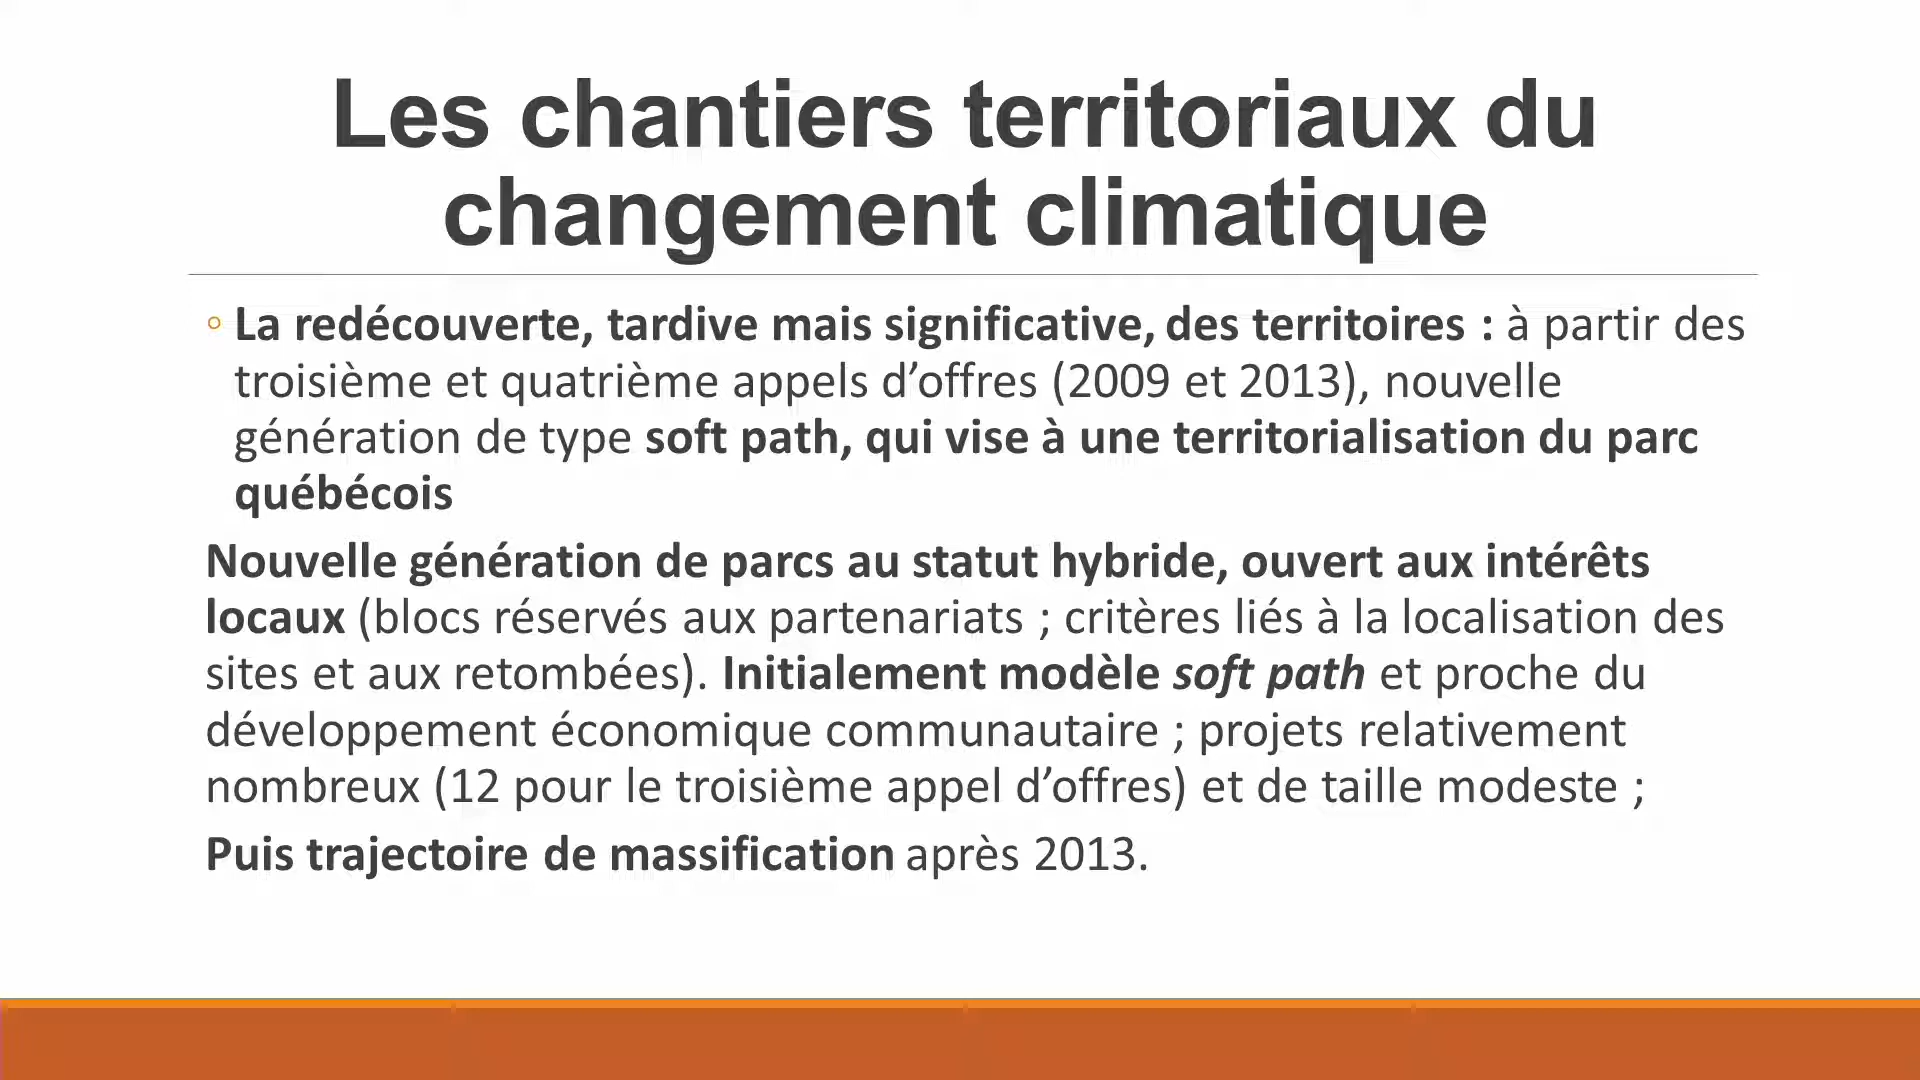 Les chantiers territoriaux du
changement climatique
◦ La redécouverte, tardive mais significative, des territoires : à partir des
troisième et quatrième appels d’offres (2009 et 2013), nouvelle
génération de type soft path, qui vise à une territorialisation du parc
québécois
Nouvelle génération de parcs au statut hybride, ouvert aux intérêts
locaux (blocs réservés aux partenariats ; critères liés à la localisation des
sites et aux retombées). Initialement modèle soft path et proche du
développement économique communautaire ; projets relativement
nombreux (12 pour le troisième appel d’offres) et de taille modeste ;
Puis trajectoire de massification après 2013.